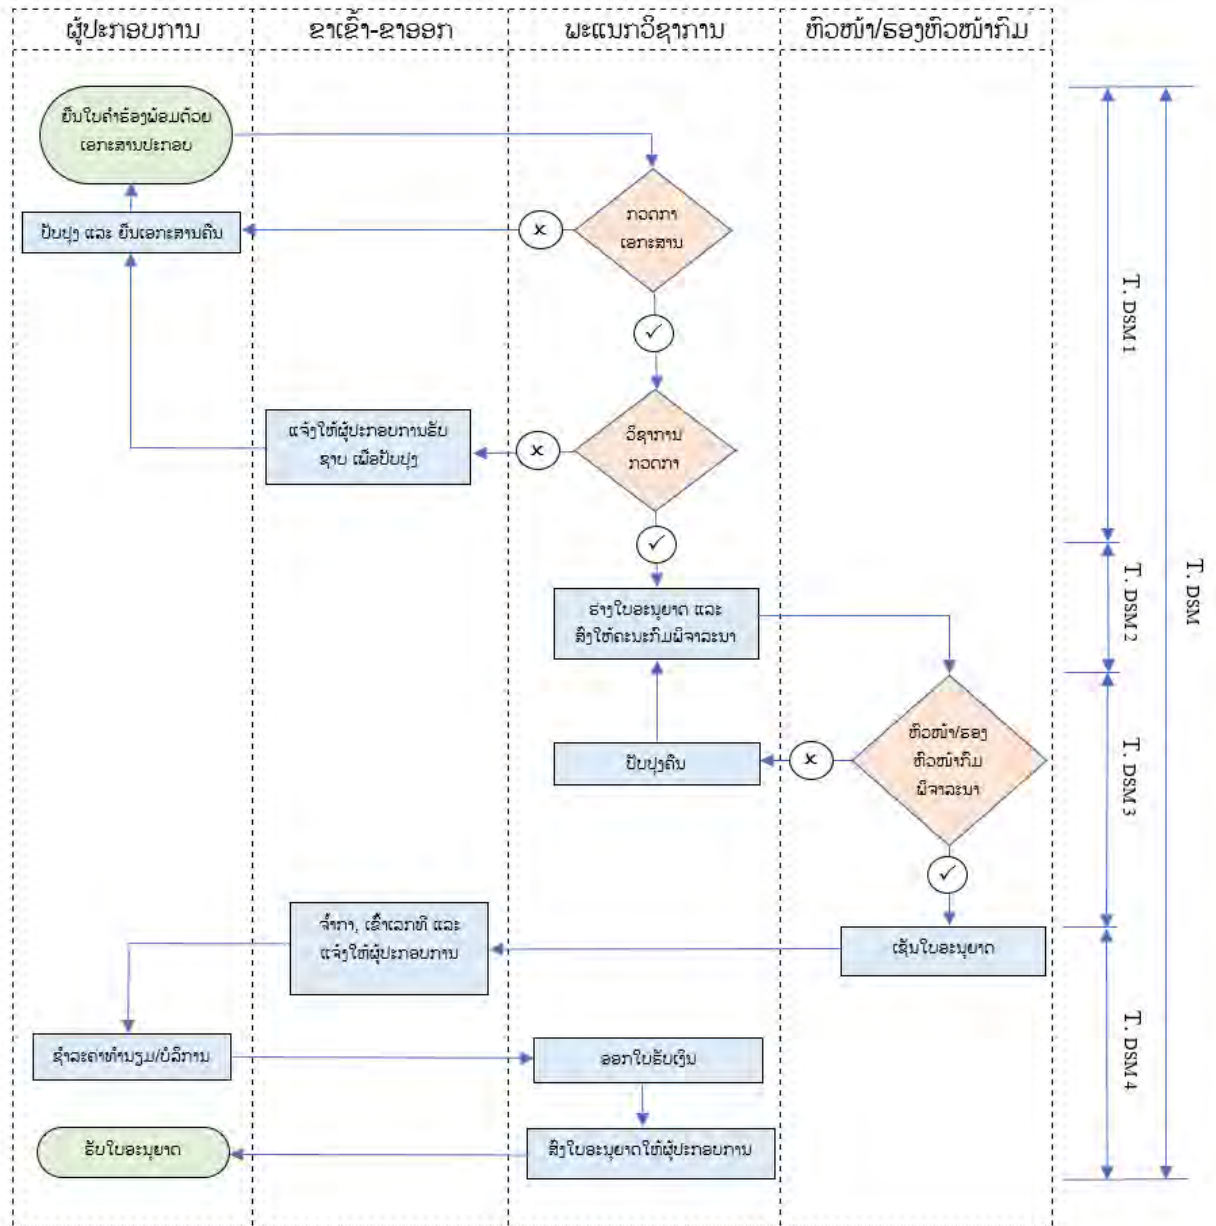 ຜູ້ປະກອບການ
ຂາເຂົ້າ-ຂາອອກ
ພະແນກວິຊາການ
ຫົວໜ້າ/ຮອງຫົວໜ້າກົມ
ຍື່ນໃບຄຳຮ້ອງພ້ອມດ້ວຍ
ເອກະສານປະກອບ
ກວດກາ
ເອກະສານ
ປັບປຸງ ແລະ ຍື່ນເອກະສານຄືນ
x
✓
T. DSM 1
ແຈ້ງໃຫ້ຜູ້ປະກອບການຮັບ
ຊາບ ເພື່ອປັບປຸງ
x
ວິຊາການ
ກວດກາ
✓
T. DSM
ຮ່າງໃບອະນຸຍາດ ແລະ
ສົ່ງໃຫ້ຄະນະກົມພິຈາລະນາ
T. DSM 2
ປັບປຸງຄືນ
x
ຫົວໜ້າ/ຮອງ
ຫົວໜ້າກົມ
ພິຈາລະນາ
T. DSM 3
✓
ຈ້ຳກາ, ເຂົ້າເລກທີ ແລະ
ແຈ້ງໃຫ້ຜູ້ປະກອບການ
ເຊັນໃບອະນຸຍາດ
ຊຳລະຄ່າທຳນຽມ/ບໍລິການ
ອອກໃບຮັບເງິນ
T. DSM 4
ຮັບໃບອະນຸຍາດ
ສົ່ງໃບອະນຸຍາດໃຫ້ຜູ້ປະກອບການ